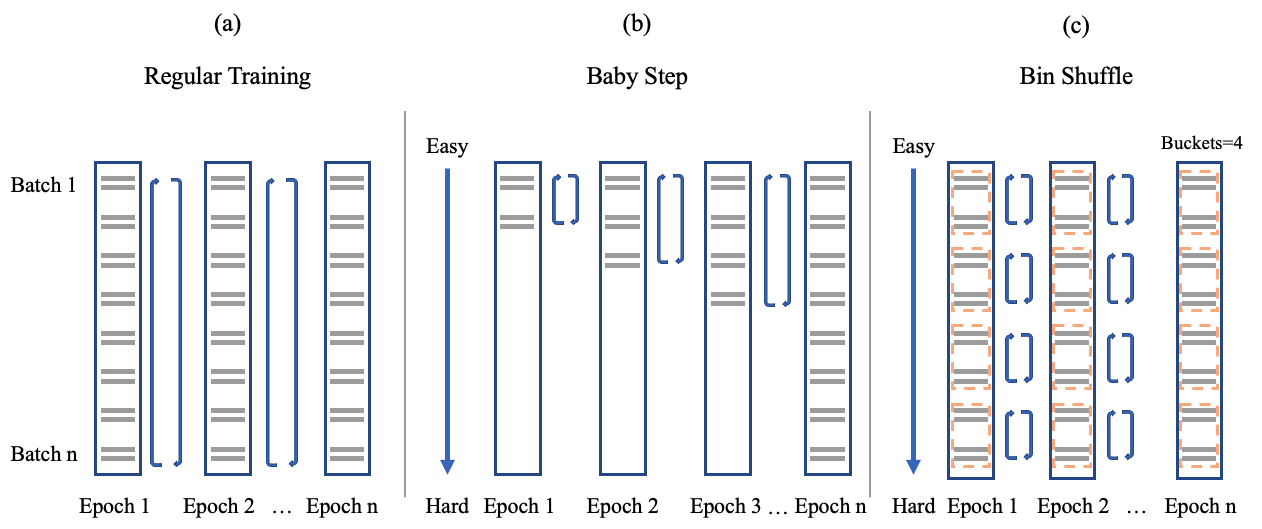 (a)
Regular Training
Batch 1
Batch n
Epoch 1
Epoch 2
...
Epoch n
(b)
Baby Step
Easy
Hard
Epoch 1
Epoch 2
Epoch 3
...
Epoch n
(c)
Bin Shuffle
Buckets=4
Easy
Hard
Epoch 1
Epoch 2
...
Epoch n